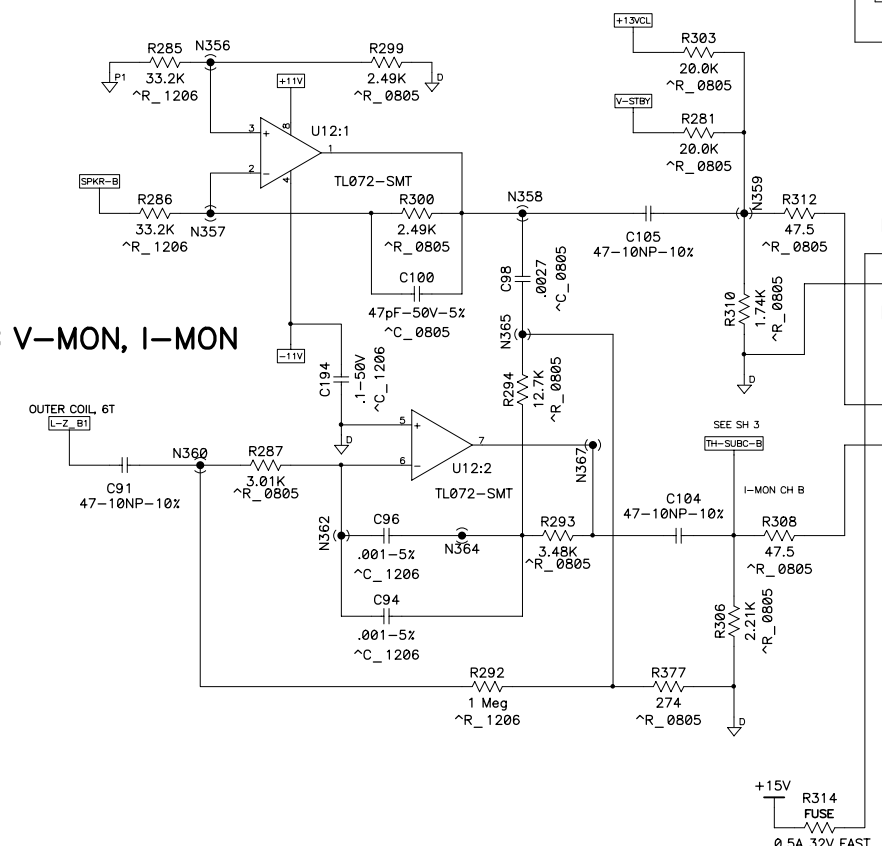 +13VCL
R303
20.0K
^R_0805
V-STBY
R281
20.0K
^R_0805
R285
33.2K
^R_1206
N356
R299
2.49K
^R_0805
P1
D
+11V
8
3
+
2
-
1
4
U12:1
TL072-SMT
SPKR-B
R286
33.2K
^R_1206
N357
R300
2.49K
^R_0805
C100
47pF-50V-5%
^C_0805
N358
C105
47-10NP-10%
N359
R312
47.5
^R_0805
C98
.0027
^C_0805
R310
1.74K
^R_0805
D
V-MON, I-MON
-11V
N365
C194
.1-50V
^C_1206
D
R294
12.7K
^R_0805
OUTER COIL, 6T
L-Z_B1
C91
47-10NP-10%
N360
R287
3.01K
^R_0805
5
+
6
-
7
U12:2
TL072-SMT
N367
SEE SH 3
TH-SUBC-B
I-MON CH B
C104
47-10NP-10%
R308
47.5
^R_0805
N362
C96
.001-5%
^C_1206
N364
R293
3.48K
^R_0805
C94
.001-5%
^C_1206
R306
2.21K
^R_0805
R292
1 Meg
^R_1206
R377
274
^R_0805
D
+15V
R314
FUSE
0.5A 32V FAST